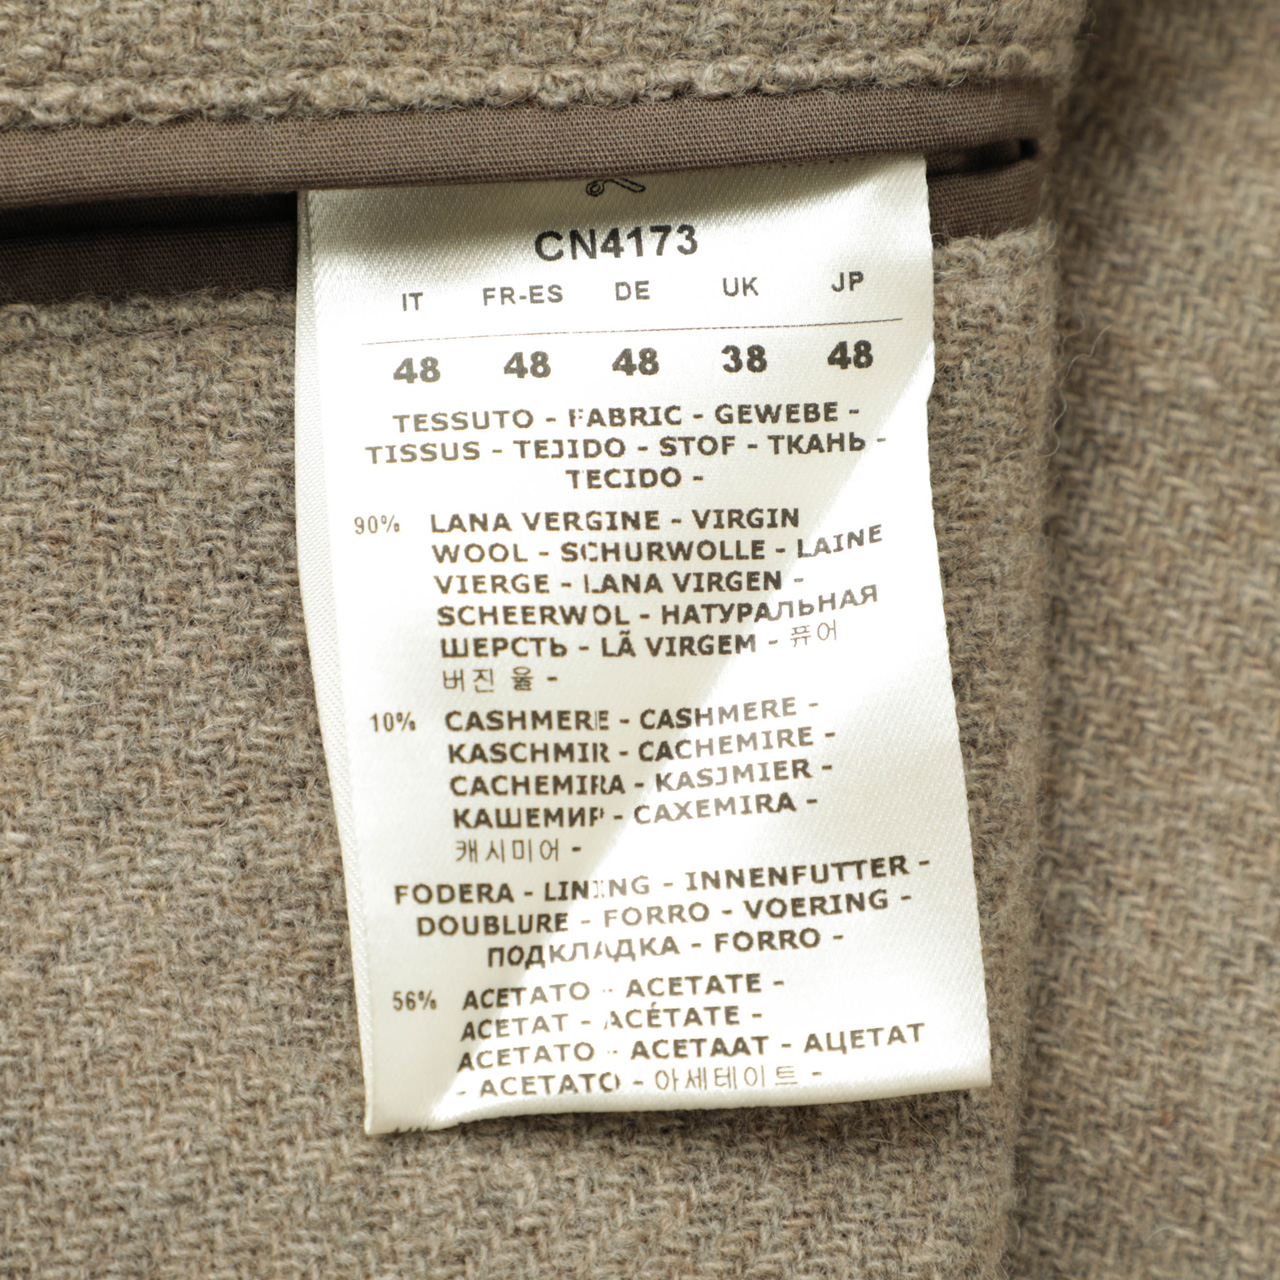 CN4173
IT FR-ES DE UK JP
48 48 48 38 48
TESSUTO - FABRIC - GEWEBE -
TISSUS - TEJIDO - STOF - ТКАНЬ -
TECIDO -
90% LANA VERGINE - VIRGIN
WOOL - SCHURWOLLE - LAINE
VIERGE - LANA VIRGEN -
SCHEERWOL - НАТУРАЛЬНАЯ
ШЕРСТЬ - LÃ VIRGEM - 퓨어
버진 울 -
10% CASHMERE - CASHMERE -
KASCHMIR - CACHEMIRE -
CACHEMIRA - KASJMIER -
КАШЕМИР - CAXEMIRA -
캐시미어 -
FODERA - LINING - INNENFUTTER -
DOUBLURE - FORRO - VOERING -
ПОДКЛАДКА - FORRO -
56% ACETATO - ACETATE -
ACETAT - ACÉTATE -
ACETATO - ACETAAT - АЦЕТАТ
- ACETATO - 아세테이트 -